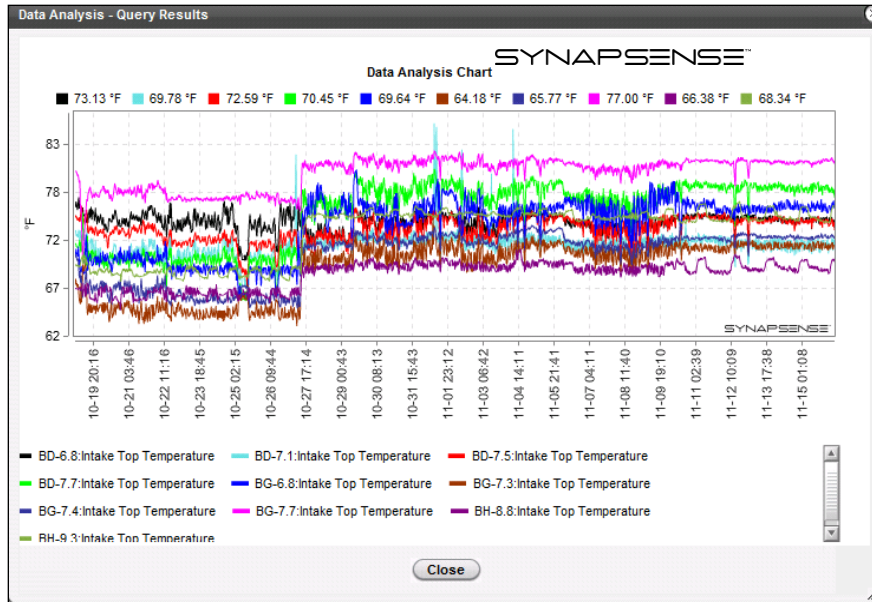 Data Analysis - Query Results
SYNAPSENSE™
Data Analysis Chart
73.13 °F 69.78 °F 72.59 °F 70.45 °F 69.64 °F 64.18 °F 65.77 °F 77.00 °F 66.38 °F 68.34 °F
83
78
°F
72
67
62
SYNAPSENSE
10-19 20:16
10-21 03:46
10-22 11:16
10-23 18:45
10-25 02:15
10-26 09:44
10-27 17:14
10-29 00:43
10-30 08:13
10-31 15:43
11-01 23:12
11-03 06:42
11-04 14:11
11-05 21:41
11-07 04:11
11-08 11:40
11-09 19:10
11-11 02:39
11-12 10:09
11-13 17:38
11-15 01:08
BD-6.8:Intake Top Temperature BD-7.1:Intake Top Temperature BD-7.5:Intake Top Temperature
BD-7.7:Intake Top Temperature BG-6.8:Intake Top Temperature BG-7.3:Intake Top Temperature
BG-7.4:Intake Top Temperature BG-7.7:Intake Top Temperature BH-8.8:Intake Top Temperature
BH-9.3:Intake Top Temperature
Close